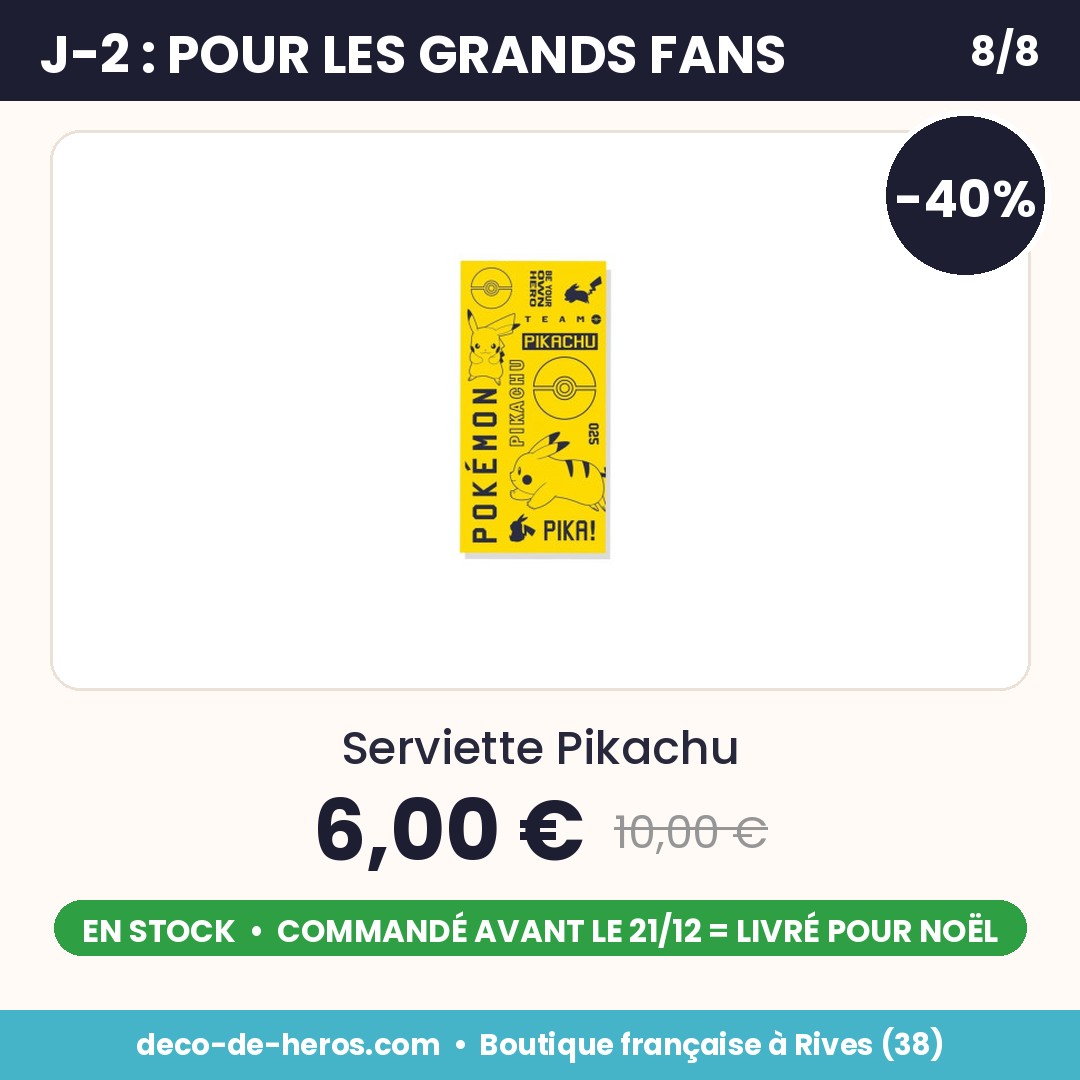 J-2 : POUR LES GRANDS FANS
8/8
-40%
BE YOUR
OWN
HERO
TEAM
PIKACHU
PIKACHU
POKÉMON
025
PIKA!
Serviette Pikachu
6,00 € 10,00 €
EN STOCK • COMMANDÉ AVANT LE 21/12 = LIVRÉ POUR NOËL
deco-de-heros.com • Boutique française à Rives (38)